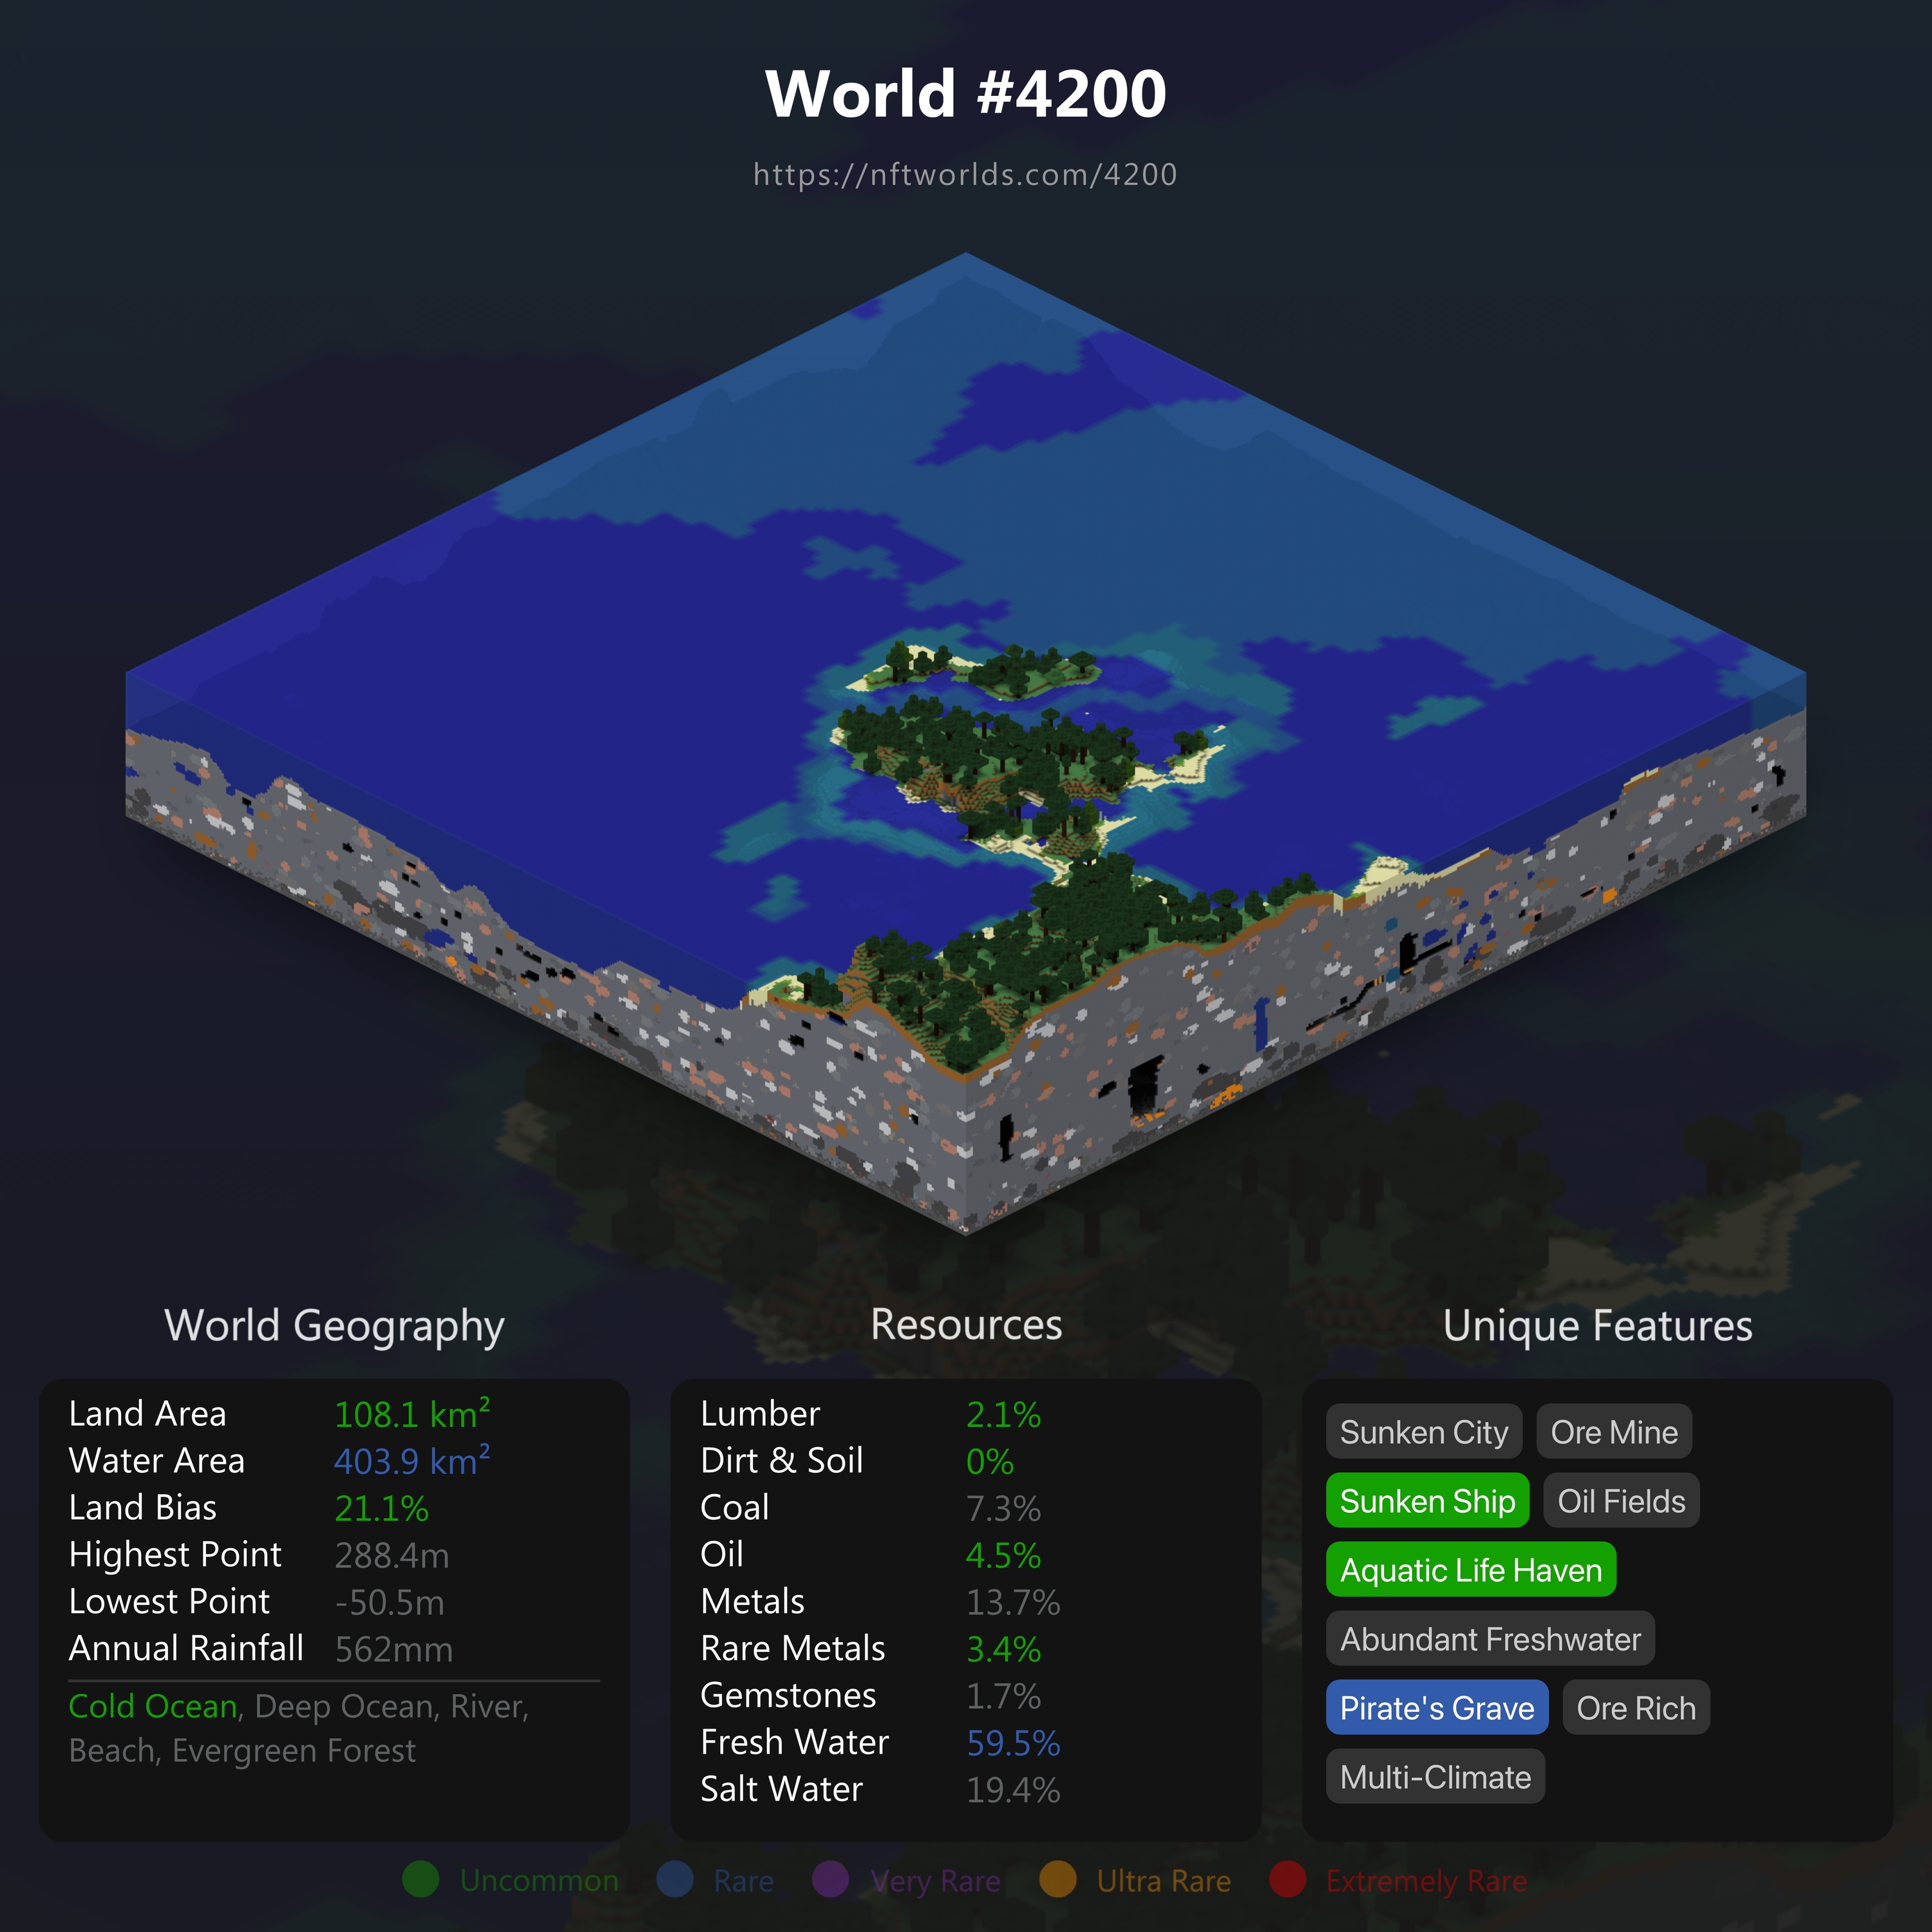 World #4200
https://nftworlds.com/4200
World Geography
Land Area 108.1 km²
Water Area 403.9 km²
Land Bias 21.1%
Highest Point 288.4m
Lowest Point -50.5m
Annual Rainfall 562mm
Cold Ocean, Deep Ocean, River,
Beach, Evergreen Forest
Resources
Lumber 2.1%
Dirt & Soil 0%
Coal 7.3%
Oil 4.5%
Metals 13.7%
Rare Metals 3.4%
Gemstones 1.7%
Fresh Water 59.5%
Salt Water 19.4%
Unique Features
Sunken City Ore Mine
Sunken Ship Oil Fields
Aquatic Life Haven
Abundant Freshwater
Pirate's Grave Ore Rich
Multi-Climate
Uncommon Rare Very Rare Ultra Rare Extremely Rare